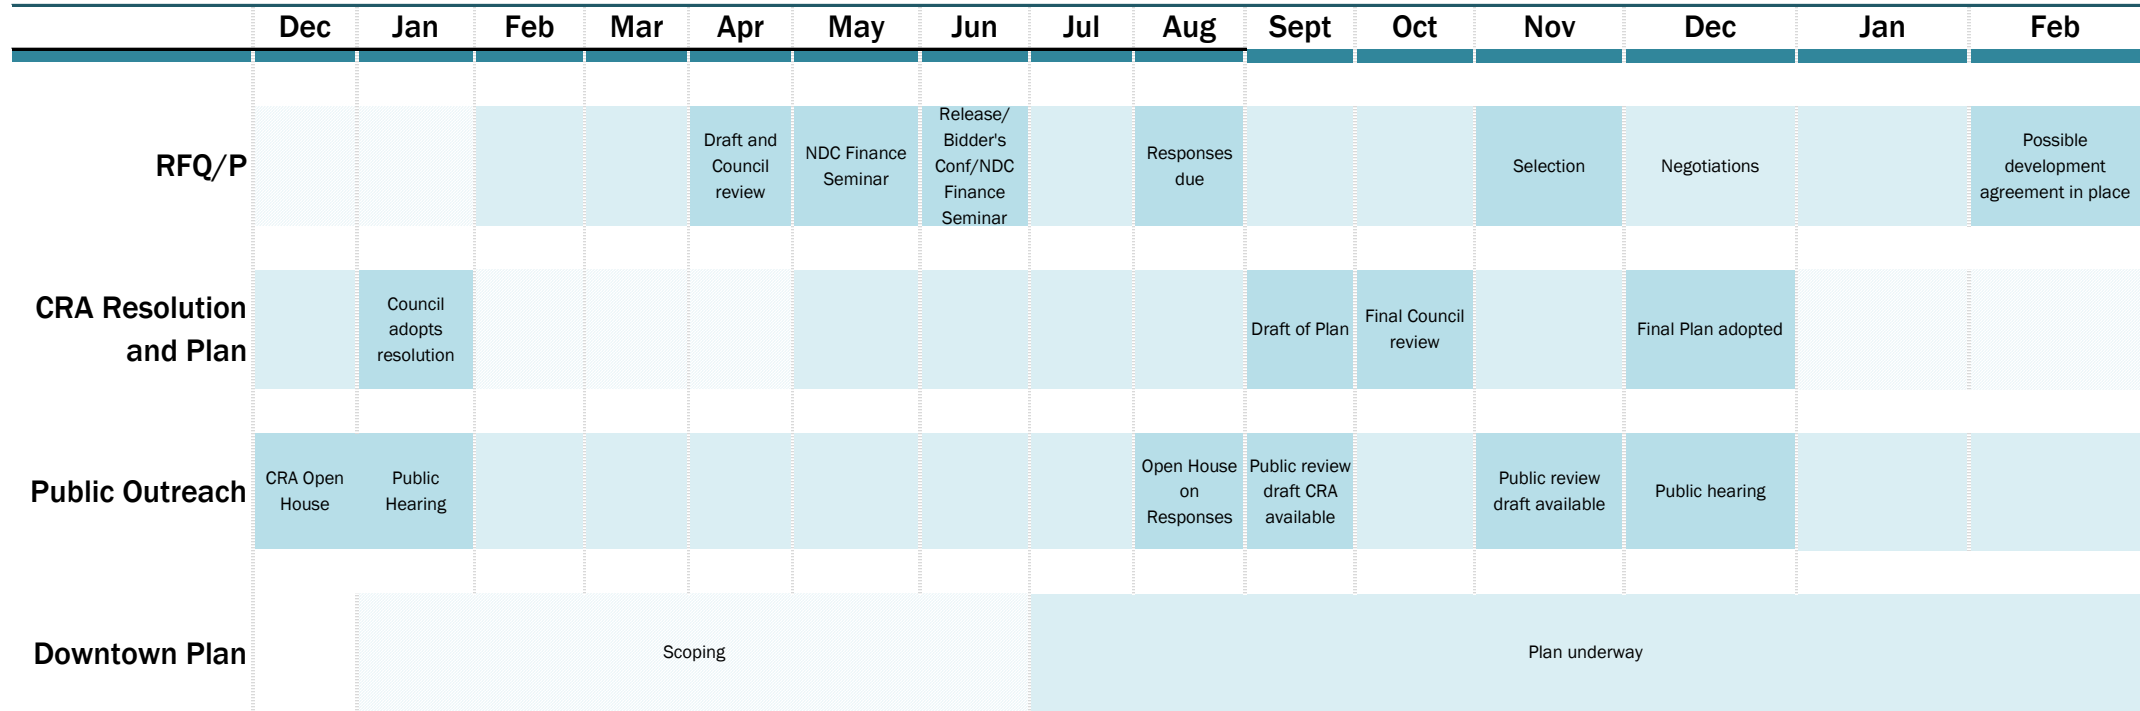 Dec Jan Feb Mar Apr May Jun Jul Aug Sept Oct Nov Dec Jan Feb
RFQ/P
Draft and
Council
review
NDC Finance
Seminar
Release/
Bidder's
Conf/NDC
Finance
Seminar
Responses
due
Selection
Negotiations
Possible
development
agreement in place
CRA Resolution
and Plan
Council
adopts
resolution
Draft of Plan
Final Council
review
Final Plan adopted
Public Outreach
CRA Open
House
Public
Hearing
Open House
on
Responses
Public review
draft CRA
available
Public review
draft available
Public hearing
Downtown Plan
Scoping
Plan underway